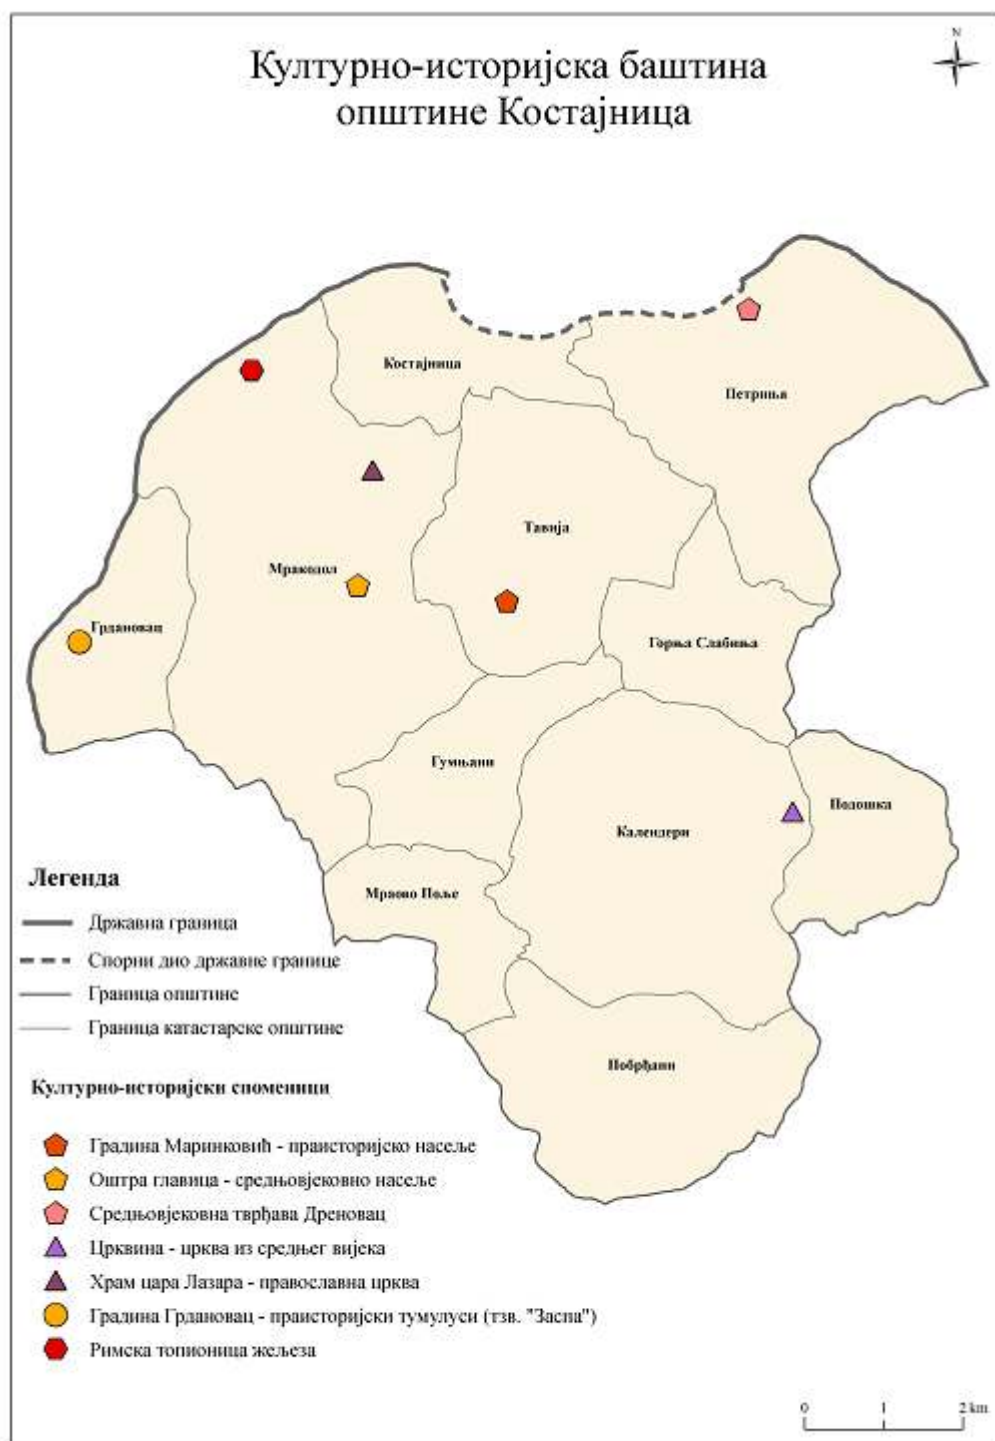 Културно-историјска баштина
општине Костајница
N
Костајница
Петриња
Тавија
Мракодол
Грдановац
Горња Слабиња
Гумњани
Подошка
Календери
Мраово Поље
Побрђани
Легенда
Државна граница
Спорни дио државне границе
Граница општине
Граница катастарске општине
Културно-историјски споменици
Градина Маринковић - праисторијско насеље
Оштра главица - средњовјековно насеље
Средњовјековна тврђава Дреновац
Црквина - црква из средњег вијека
Храм цара Лазара - православна црква
Градина Грдановац - праисторијски тумулуси (тзв. "Заспа")
Римска топионица жељеза
0 1 2 km